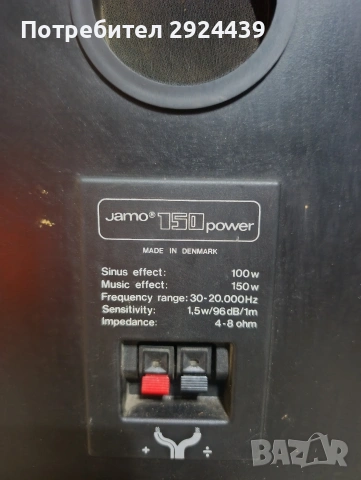 Потребител 2924439
Jamo® 150 power
MADE IN DENMARK
Sinus effect: 100w
Music effect: 150w
Frequency range: 30-20.000Hz
Sensitivity: 1,5w/96dB/1m
Impedance: 4-8 ohm
+ ÷
BAZAR